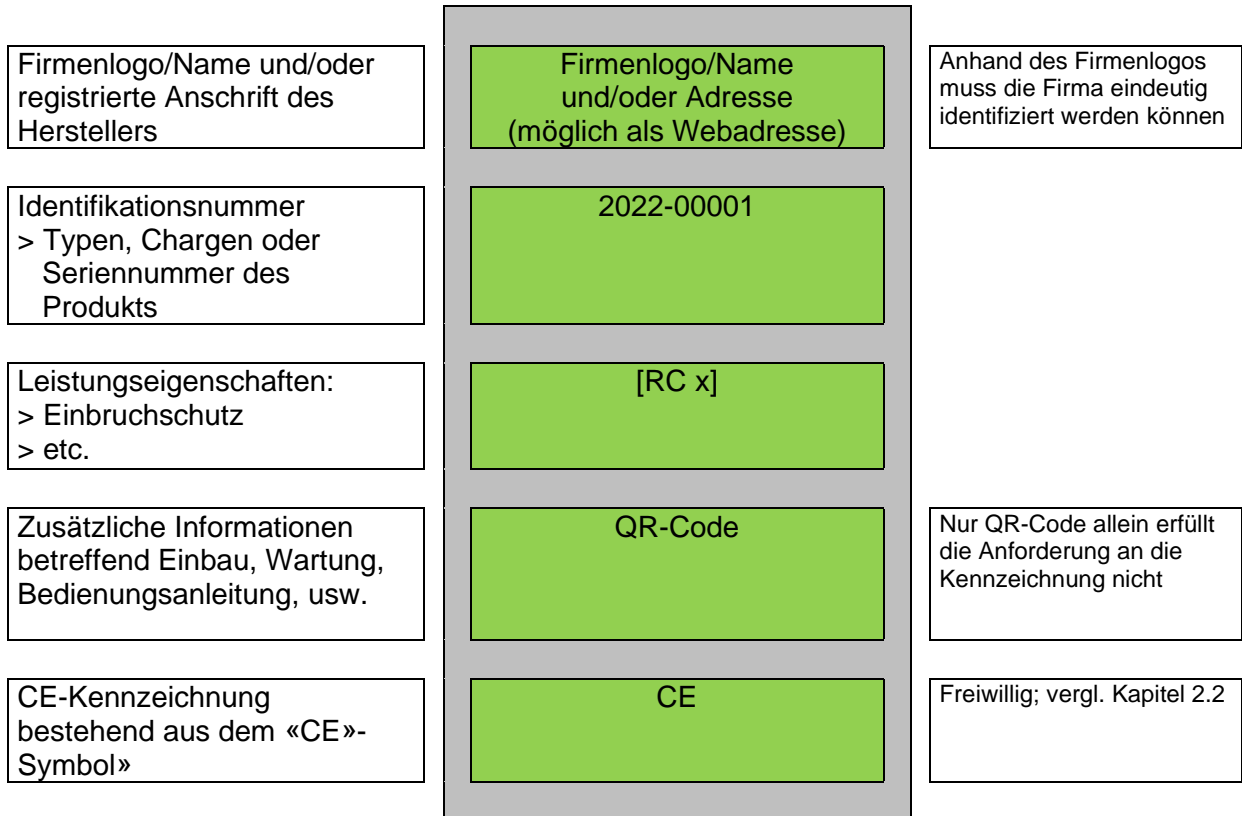 Firmenlogo/Name und/oder
registrierte Anschrift des
Herstellers
Firmenlogo/Name
und/oder Adresse
(möglich als Webadresse)
Anhand des Firmenlogos
muss die Firma eindeutig
identifiziert werden können
Identifikationsnummer
> Typen, Chargen oder
Seriennummer des
Produkts
2022-00001
Leistungseigenschaften:
> Einbruchschutz
> etc.
[RC x]
Zusätzliche Informationen
betreffend Einbau, Wartung,
Bedienungsanleitung, usw.
QR-Code
Nur QR-Code allein erfüllt
die Anforderung an die
Kennzeichnung nicht
CE-Kennzeichnung
bestehend aus dem «CE»-
Symbol»
CE
Freiwillig; vergl. Kapitel 2.2